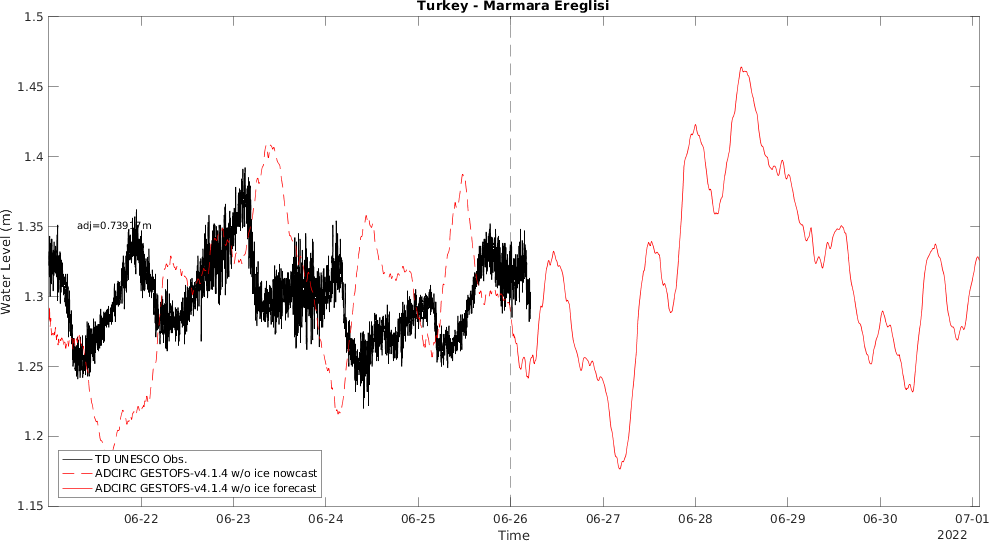 Turkey - Marmara Ereglisi
1.5
1.45
1.4
1.35
1.3
1.25
1.2
1.15
Water Level (m)
adj=0.73917m
TD UNESCO Obs.
ADCIRC GESTOFS-v4.1.4 w/o ice nowcast
ADCIRC GESTOFS-v4.1.4 w/o ice forecast
06-22 06-23 06-24 06-25 06-26 06-27 06-28 06-29 06-30 07-01
Time
2022